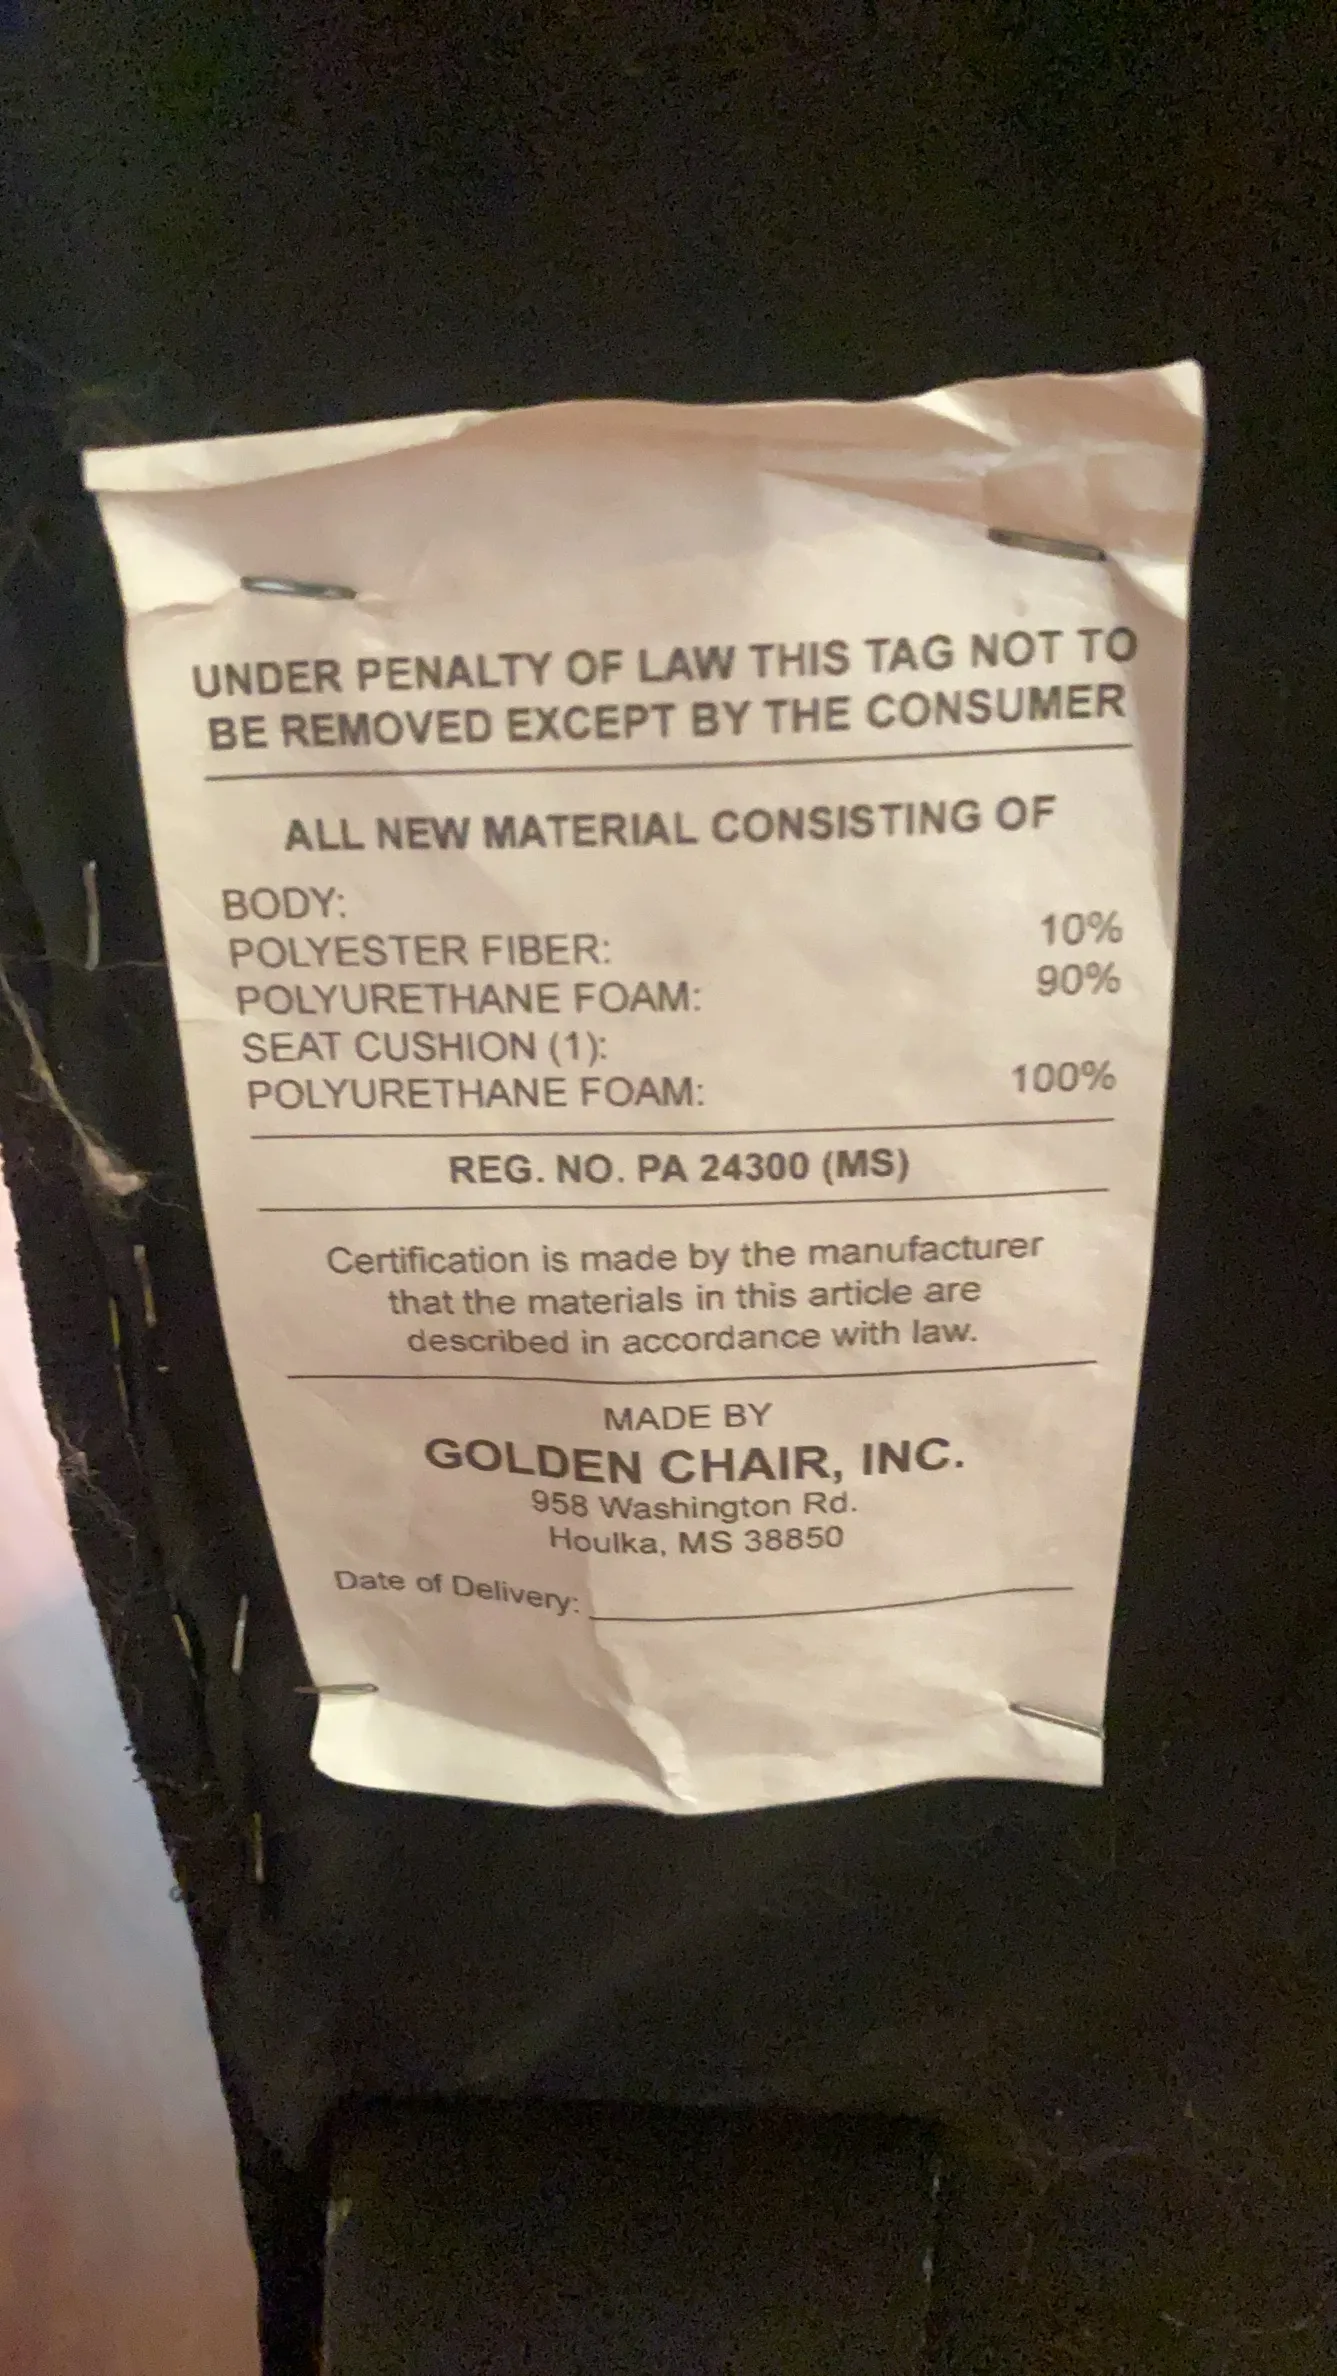 UNDER PENALTY OF LAW THIS TAG NOT TO
BE REMOVED EXCEPT BY THE CONSUMER
ALL NEW MATERIAL CONSISTING OF
BODY:
POLYESTER FIBER: 10%
POLYURETHANE FOAM: 90%
SEAT CUSHION (1):
POLYURETHANE FOAM: 100%
REG. NO. PA 24300 (MS)
Certification is made by the manufacturer
that the materials in this article are
described in accordance with law.
MADE BY
GOLDEN CHAIR, INC.
958 Washington Rd.
Houlka, MS 38850
Date of Delivery: